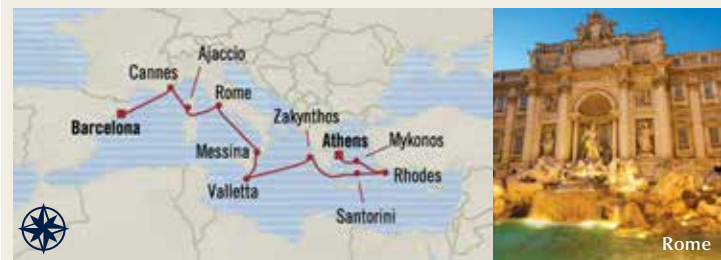 Ajaccio
Cannes
Rome
Barcelona
Zakynthos
Athens
Mykonos
Messina
Rhodes
Valletta
Santorini
Rome